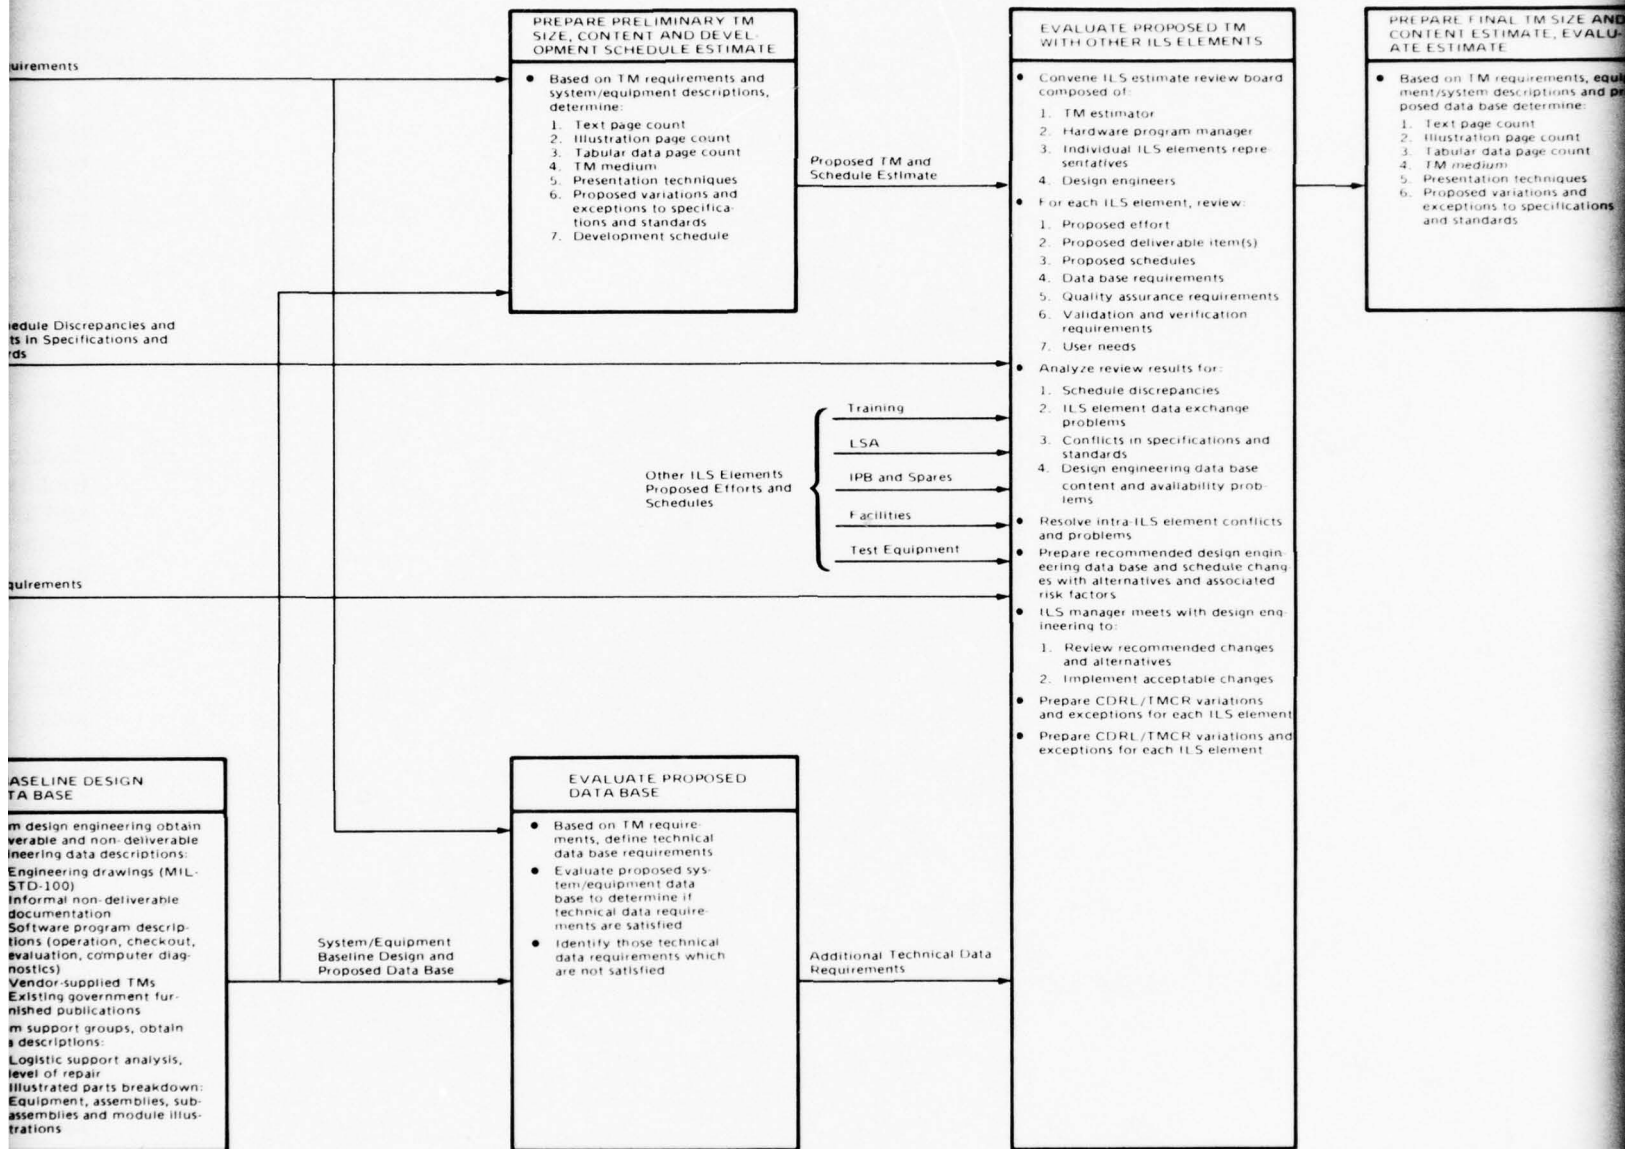 PREPARE PRELIMINARY TM
SIZE, CONTENT AND DEVEL-
OPMENT SCHEDULE ESTIMATE
• Based on TM requirements and
system/equipment descriptions,
determine:
1. Text page count
2. Illustration page count
3. Tabular data page count
4. TM medium
5. Presentation techniques
6. Proposed variations and
exceptions to specifica-
tions and standards
7. Development schedule
EVALUATE PROPOSED TM
WITH OTHER ILS ELEMENTS
• Convene ILS estimate review board
composed of:
1. TM estimator
2. Hardware program manager
3. Individual ILS elements repre-
sentatives
4. Design engineers
• For each ILS element, review:
1. Proposed effort
2. Proposed deliverable item(s)
3. Proposed schedules
4. Data base requirements
5. Quality assurance requirements
6. Validation and verification
requirements
7. User needs
• Analyze review results for:
1. Schedule discrepancies
2. ILS element data exchange
problems
3. Conflicts in specifications and
standards
4. Design engineering data base
content and availability prob-
lems
• Resolve intra-ILS element conflicts
and problems
• Prepare recommended design engin-
eering data base and schedule chang-
es with alternatives and associated
risk factors
• ILS manager meets with design eng-
ineering to:
1. Review recommended changes
and alternatives
2. Implement acceptable changes
• Prepare CDRL/TMCR variations
and exceptions for each ILS element
• Prepare CDRL/TMCR variations and
exceptions for each ILS element
PREPARE FINAL TM SIZE AND
CONTENT ESTIMATE, EVALU-
ATE ESTIMATE
• Based on TM requirements, equip
ment/system descriptions and pr
posed data base determine:
1. Text page count
2. Illustration page count
3. Tabular data page count
4. TM medium
5. Presentation techniques
6. Proposed variations and
exceptions to specifications
and standards
uirements
Proposed TM and
Schedule Estimate
edule Discrepancies and
ts in Specifications and
rds
Other ILS Elements
Proposed Efforts and
Schedules
Training
LSA
IPB and Spares
Facilities
Test Equipment
quirements
ASELINE DESIGN
TA BASE
m design engineering obtain
verable and non-deliverable
ineering data descriptions:
Engineering drawings (MIL-
STD-100)
Informal non-deliverable
documentation
Software program descrip-
tions (operation, checkout,
evaluation, computer diag-
nostics)
Vendor-supplied TMs
Existing government fur-
nished publications
m support groups, obtain
s descriptions:
Logistic support analysis,
level of repair
Illustrated parts breakdown:
Equipment, assemblies, sub-
assemblies and module illus-
trations
System/Equipment
Baseline Design and
Proposed Data Base
EVALUATE PROPOSED
DATA BASE
• Based on TM require-
ments, define technical
data base requirements
• Evaluate proposed sys-
tem/equipment data
base to determine if
technical data require-
ments are satisfied
• Identify those technical
data requirements which
are not satisfied
Additional Technical Data
Requirements